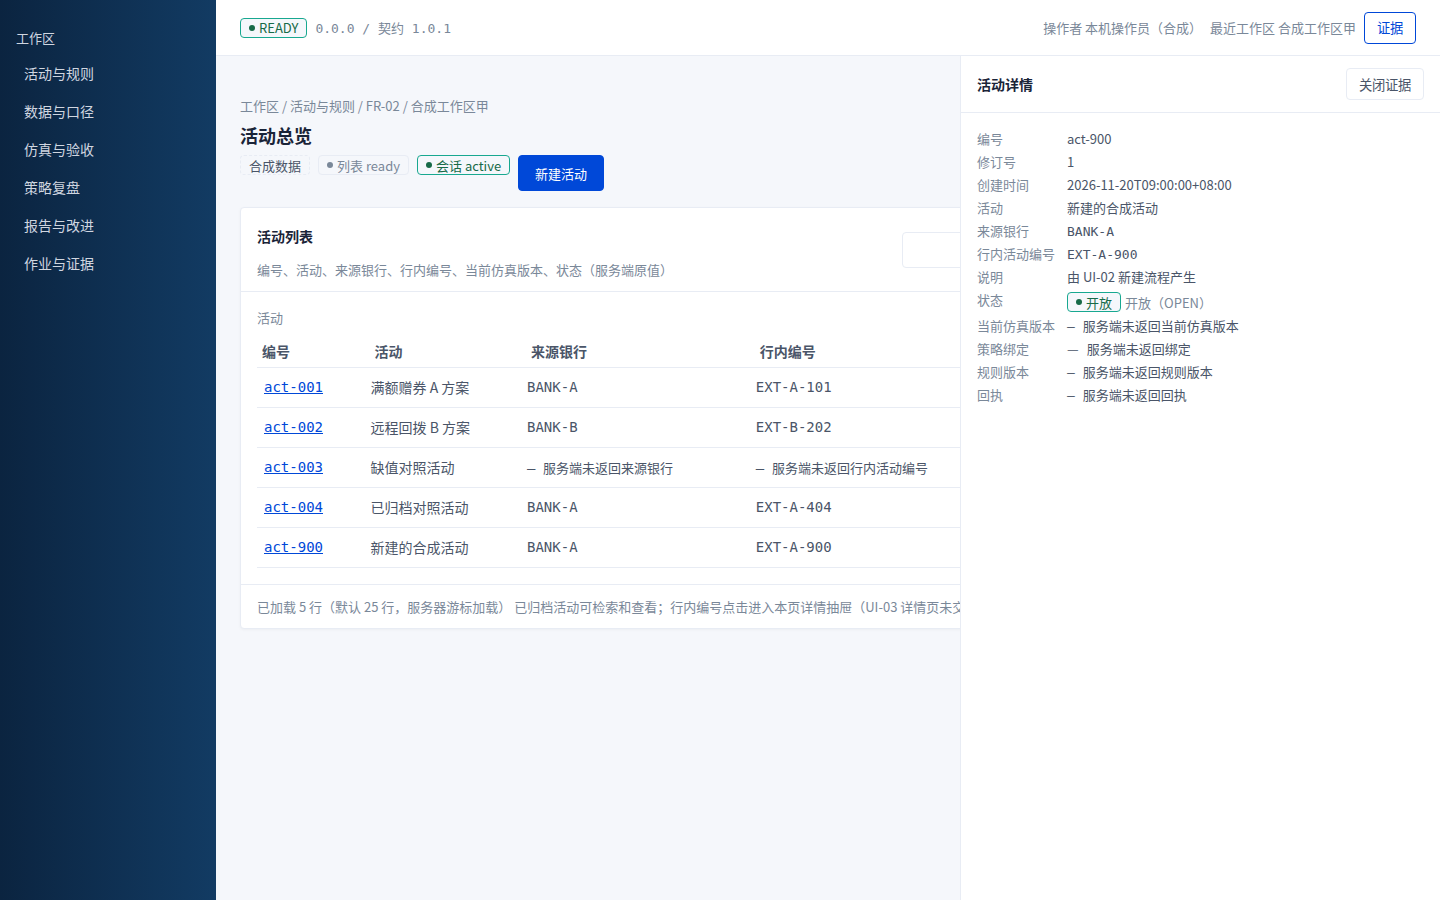 工作区
活动与规则
数据与口径
仿真与验收
策略复盘
报告与改进
作业与证据
READY 0.0.0 / 契约 1.0.1
操作者 本机操作员（合成） 最近工作区 合成工作区甲 证据
工作区 / 活动与规则 / FR-02 / 合成工作区甲
活动总览
合成数据 列表 ready 会话 active 新建活动
活动列表
编号、活动、来源银行、行内编号、当前仿真版本、状态（服务端原值）
活动
编号 活动 来源银行 行内编号
act-001 满额赠券 A 方案 BANK-A EXT-A-101
act-002 远程回拨 B 方案 BANK-B EXT-B-202
act-003 缺值对照活动 — 服务端未返回来源银行 — 服务端未返回行内活动编号
act-004 已归档对照活动 BANK-A EXT-A-404
act-900 新建的合成活动 BANK-A EXT-A-900
已加载 5 行（默认 25 行，服务器游标加载） 已归档活动可检索和查看；行内编号点击进入本页详情抽屉（UI-03 详情页未交
活动详情 关闭证据
编号 act-900
修订号 1
创建时间 2026-11-20T09:00:00+08:00
活动 新建的合成活动
来源银行 BANK-A
行内活动编号 EXT-A-900
说明 由 UI-02 新建流程产生
状态 开放 开放（OPEN）
当前仿真版本 — 服务端未返回当前仿真版本
策略绑定 — 服务端未返回绑定
规则版本 — 服务端未返回规则版本
回执 — 服务端未返回回执